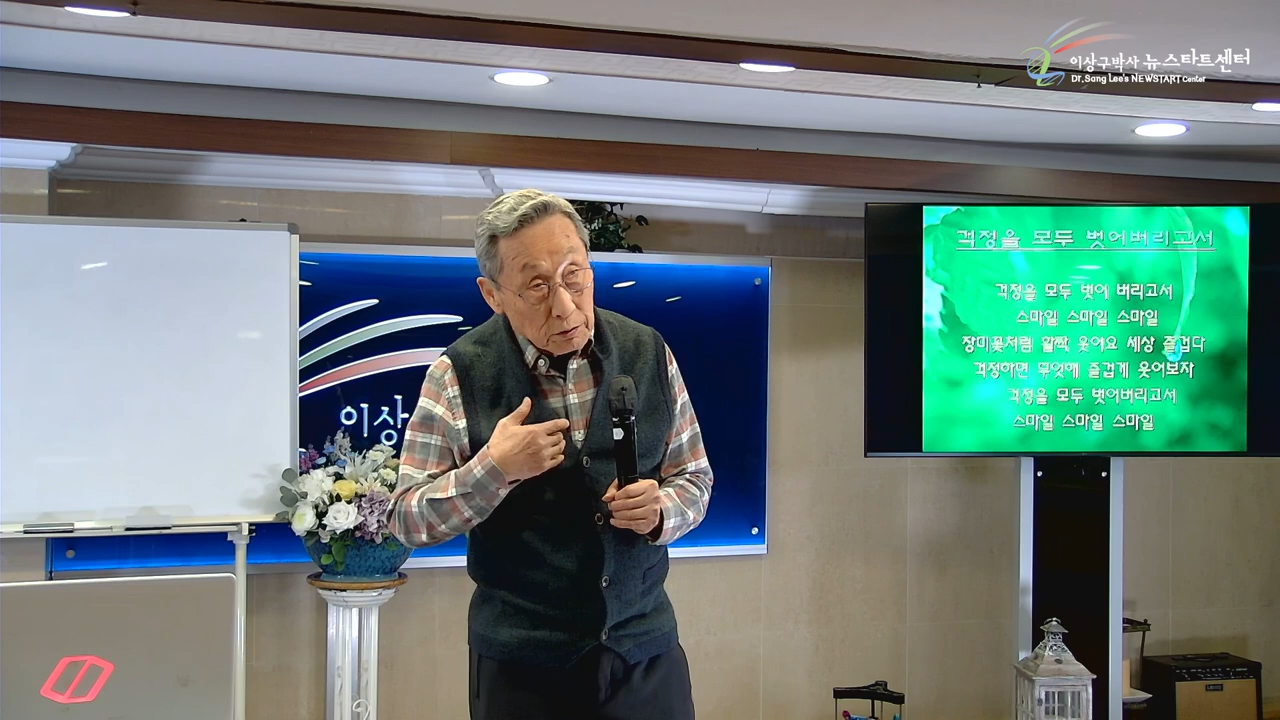 이상구박사 뉴스타트센터
Dr. Sang Lee's NEWSTART Center
이상
걱정을 모두 벗어버리고서
걱정을 모두 벗어 버리고서
스마일 스마일 스마일
장미꽃처럼 활짝 웃어요 세상 즐겁다
걱정하면 무엇해 즐겁게 웃어보자
걱정을 모두 벗어버리고서
스마일 스마일 스마일